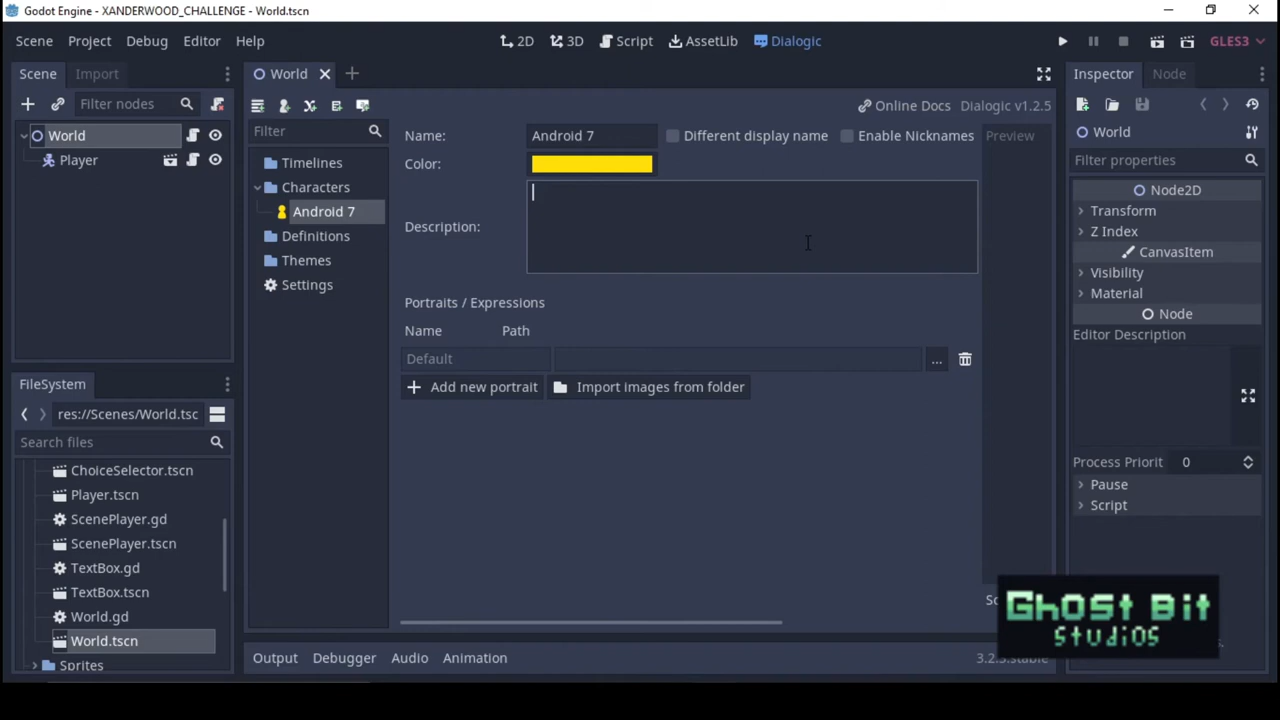 Godot Engine - XANDERWOOD_CHALLENGE - World.tscn
Scene Project Debug Editor Help
2D 3D Script AssetLib Dialogic
GLES3
Scene Import
Filter nodes
World
Player
FileSystem
res://Scenes/World.tsc
Search files
ChoiceSelector.tscn
Player.tscn
ScenePlayer.gd
ScenePlayer.tscn
TextBox.gd
TextBox.tscn
World.gd
World.tscn
Sprites
World
Online Docs Dialogic v1.2.5
Filter
Timelines
Characters
Android 7
Definitions
Themes
Settings
Name: Android 7 Different display name Enable Nicknames
Color:
Description:
Portraits / Expressions
Name Path
Default ...
Add new portrait Import images from folder
Preview
Output Debugger Audio Animation
Inspector Node
World
Filter properties
Node2D
Transform
Z Index
CanvasItem
Visibility
Material
Node
Editor Description
Process Priorit 0
Pause
Script
Ghost Bit
Studios